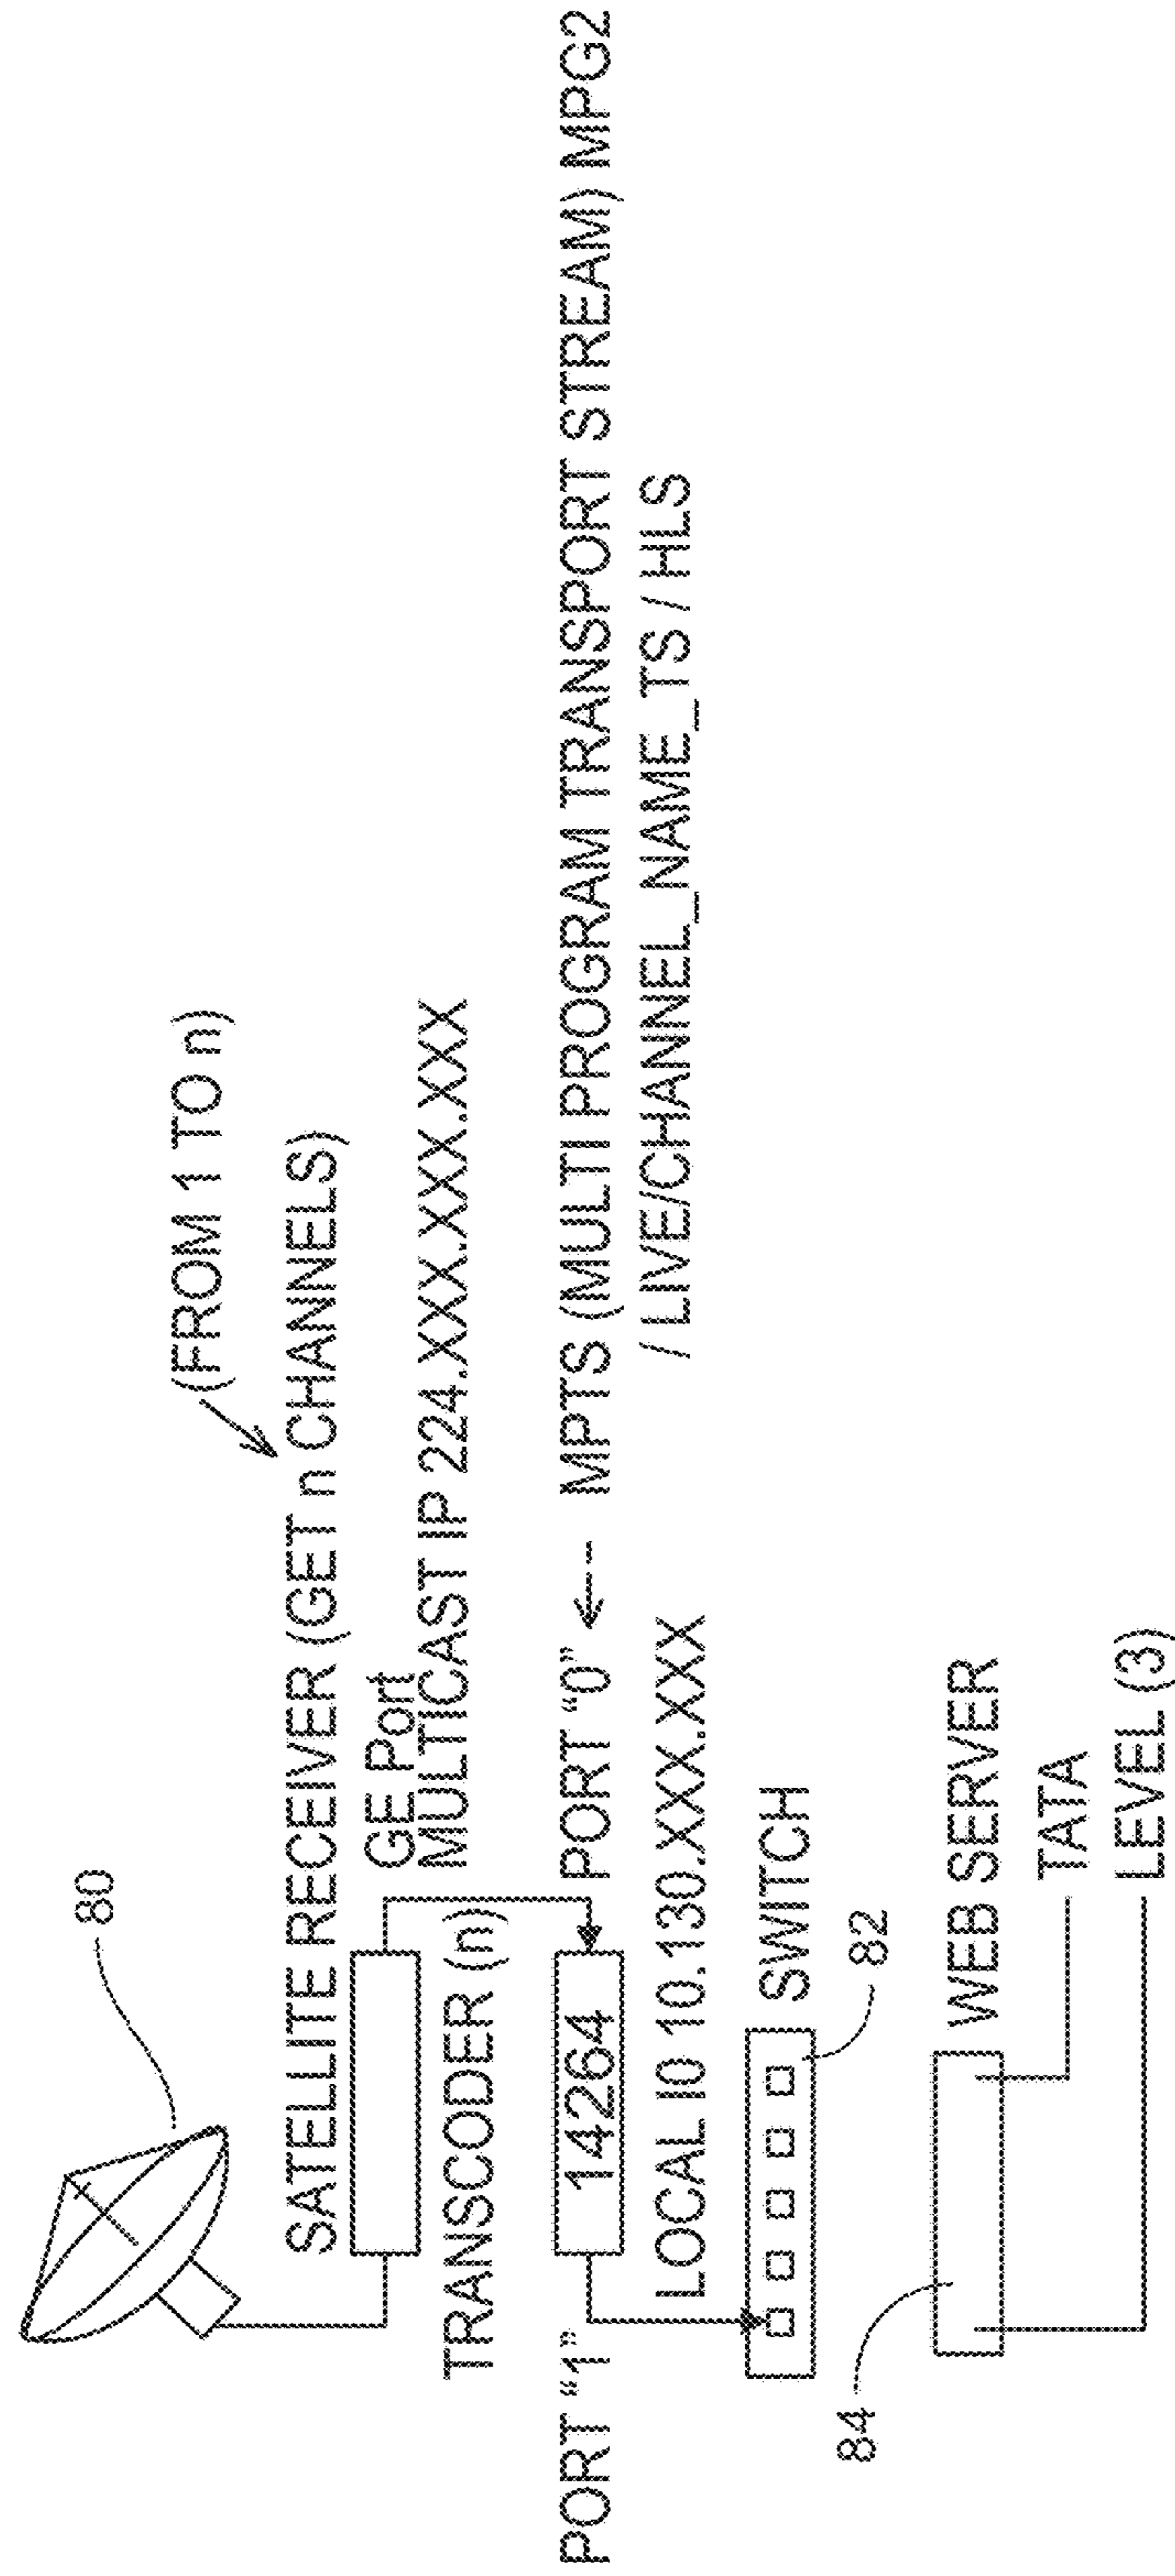 80
(FROM 1 TO n)
SATELLITE RECEIVER (GET n CHANNELS)
GE Port
MULTICAST IP 224.XXX.XXX.XXX
TRANSCODER (n)
PORT “1”
14264
PORT “0”
MPTS (MULTI PROGRAM TRANSPORT STREAM) MPG2
/ LIVE/CHANNEL_NAME_TS / HLS
LOCAL I0 10.130.XXX.XXX
SWITCH
82
84
WEB SERVER
TATA
LEVEL (3)